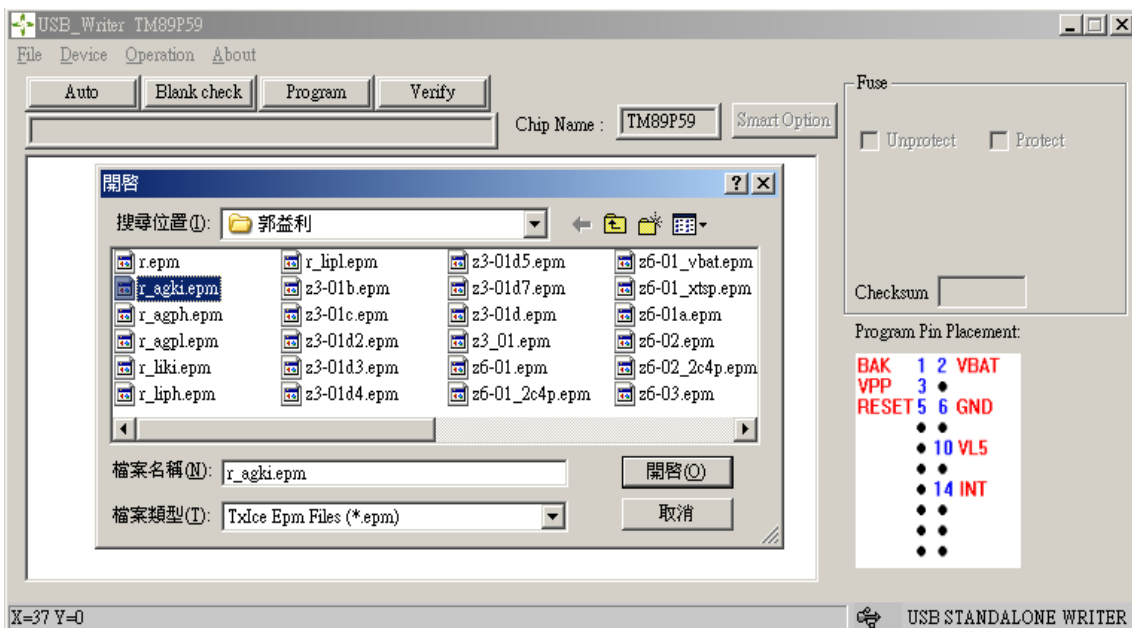 USB_Writer TM89P59
File Device Operation About
Auto Blank check Program Verify
Chip Name : TM89P59 Smart Option
Fuse
Unprotect Protect
Checksum
開啓
搜尋位置(I): 郭益利
r.epm r_lipl.epm z3-01d5.epm z6-01_vbat.epm
r_agki.epm z3-01b.epm z3-01d7.epm z6-01_xtsp.epm
r_agph.epm z3-01c.epm z3-01d.epm z6-01a.epm
r_agpl.epm z3-01d2.epm z3_01.epm z6-02.epm
r_liki.epm z3-01d3.epm z6-01.epm z6-02_2c4p.epm
r_liph.epm z3-01d4.epm z6-01_2c4p.epm z6-03.epm
檔案名稱(N): r_agki.epm 開啓(O)
檔案類型(T): TxIce Epm Files (*.epm) 取消
Program Pin Placement:
BAK 1 2 VBAT
VPP 3
RESET 5 6 GND
10 VL5
14 INT
X=37 Y=0 USB STANDALONE WRITER